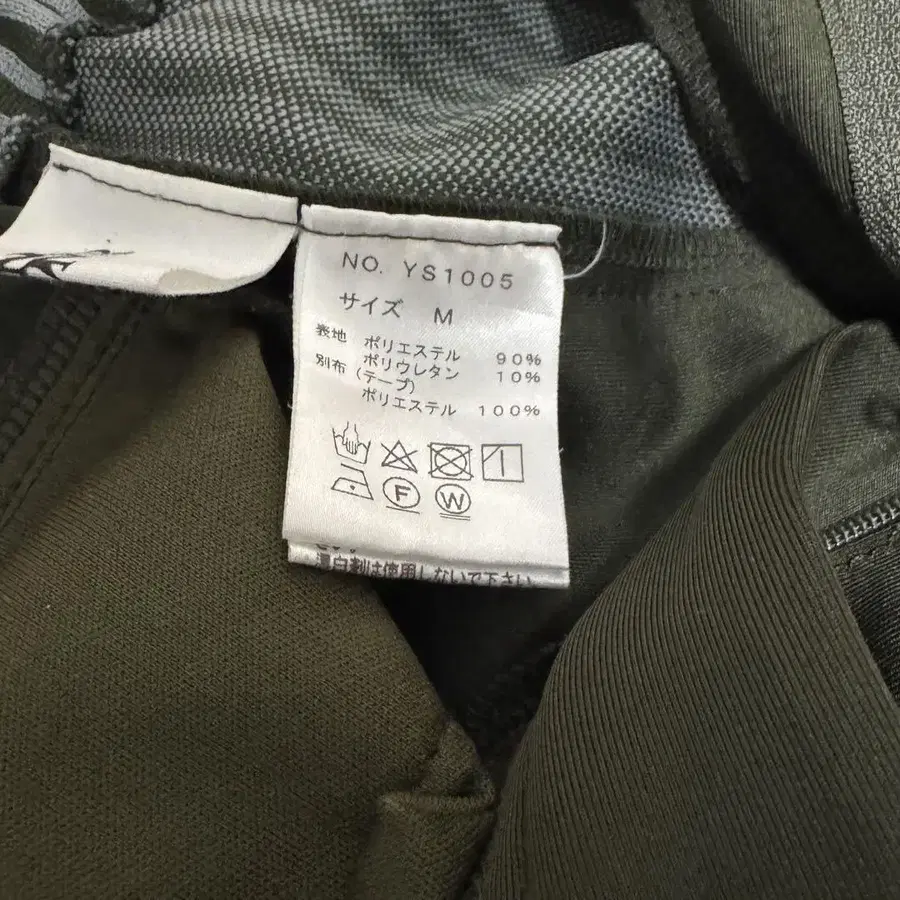 NO. YS1005
サイズ M
表地 ポリエステル 90%
ポリウレタン 10%
別布 (テープ)
ポリエステル 100%
F W
漂白剤は使用しないで下さい